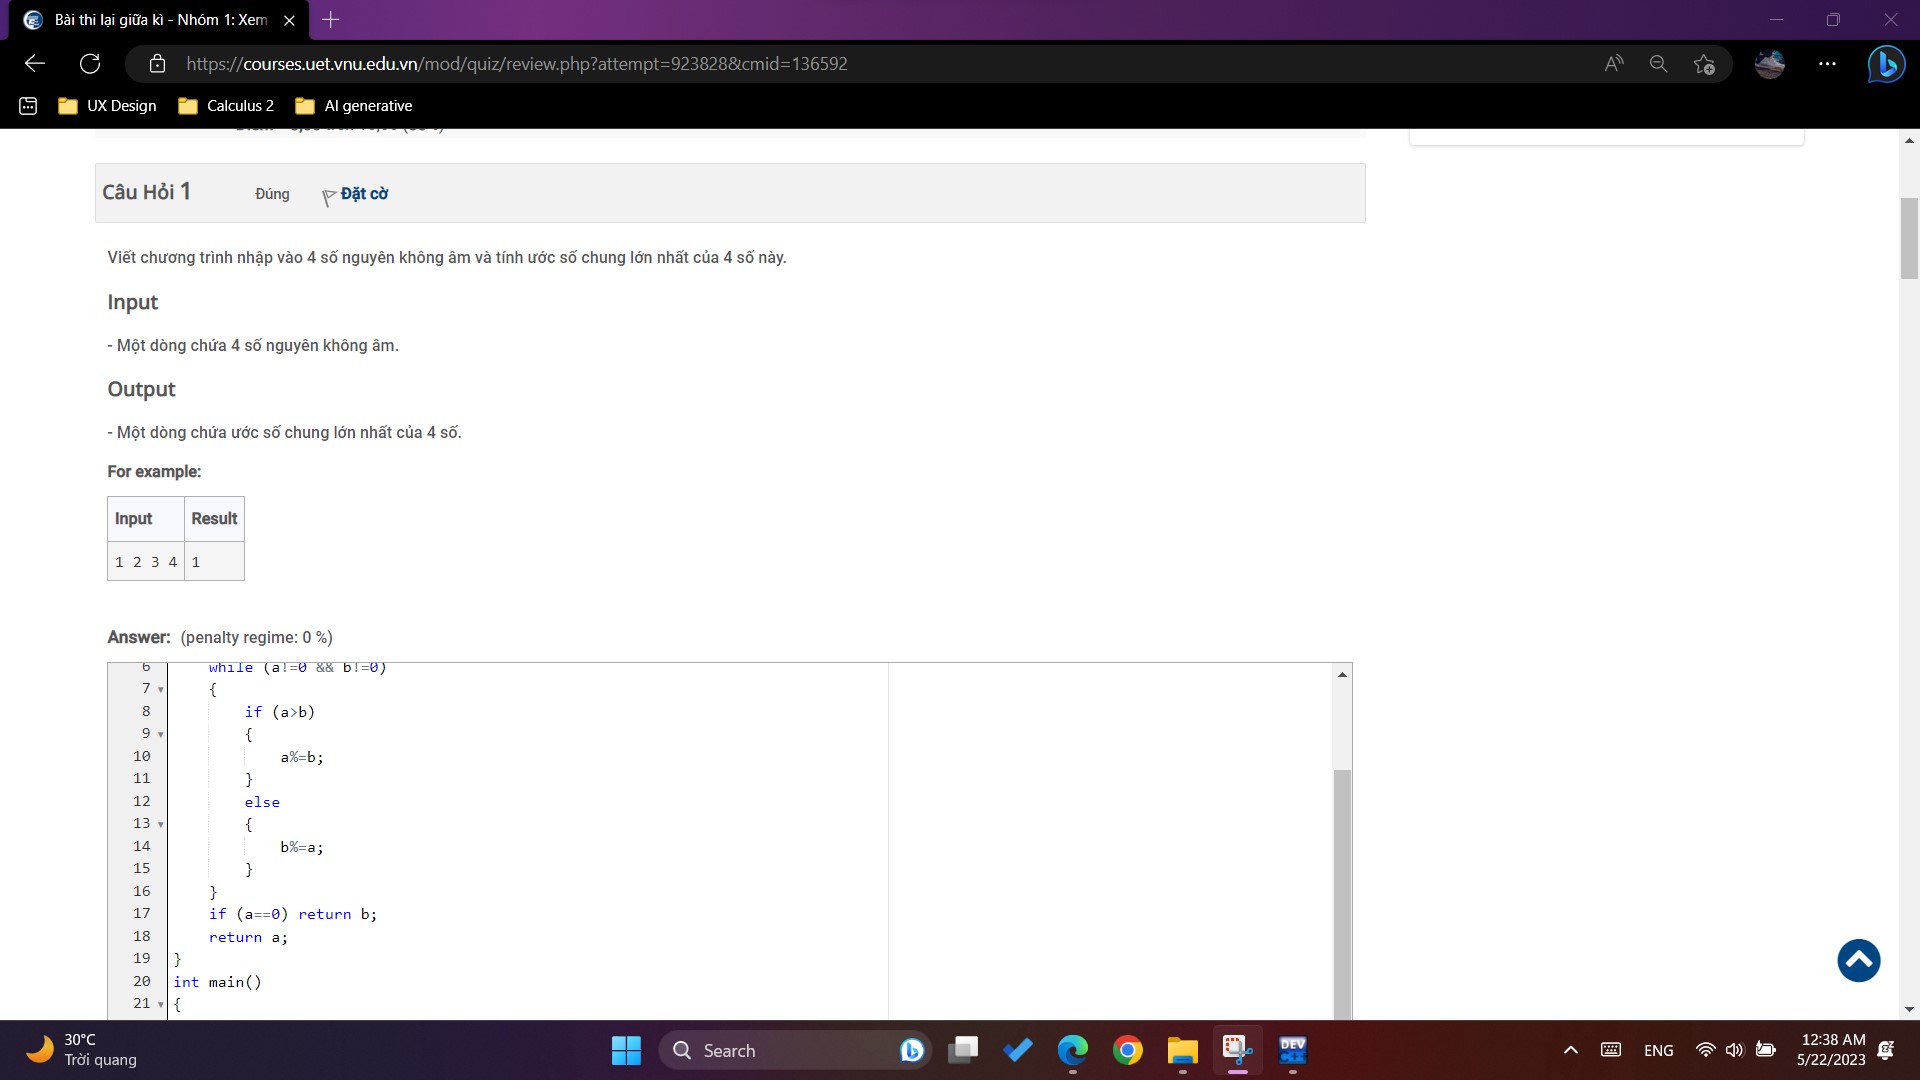 Bài thi lại giữa kì - Nhóm 1: Xem
https://courses.uet.vnu.edu.vn/mod/quiz/review.php?attempt=923828&cmid=136592
UX Design
Calculus 2
AI generative
Câu Hỏi 1
Đúng
Đặt cờ
Viết chương trình nhập vào 4 số nguyên không âm và tính ước số chung lớn nhất của 4 số này.
Input
- Một dòng chứa 4 số nguyên không âm.
Output
- Một dòng chứa ước số chung lớn nhất của 4 số.
For example:
Input Result
1 2 3 4 1
Answer: (penalty regime: 0 %)
6 while (a!=0 && b!=0)
7 {
8 if (a>b)
9 {
10 a%=b;
11 }
12 else
13 {
14 b%=a;
15 }
16 }
17 if (a==0) return b;
18 return a;
19 }
20 int main()
21 {
30°C
Trời quang
Search
DEV
C++
ENG
12:38 AM
5/22/2023